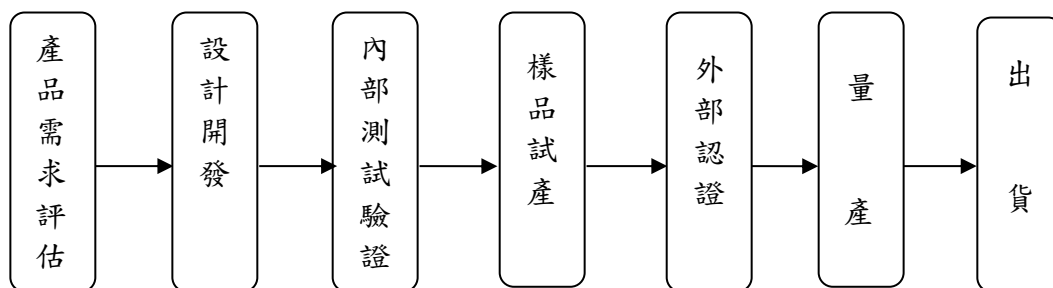 產品需求評估
設計開發
內部測試驗證
樣品試產
外部認證
量產
出貨